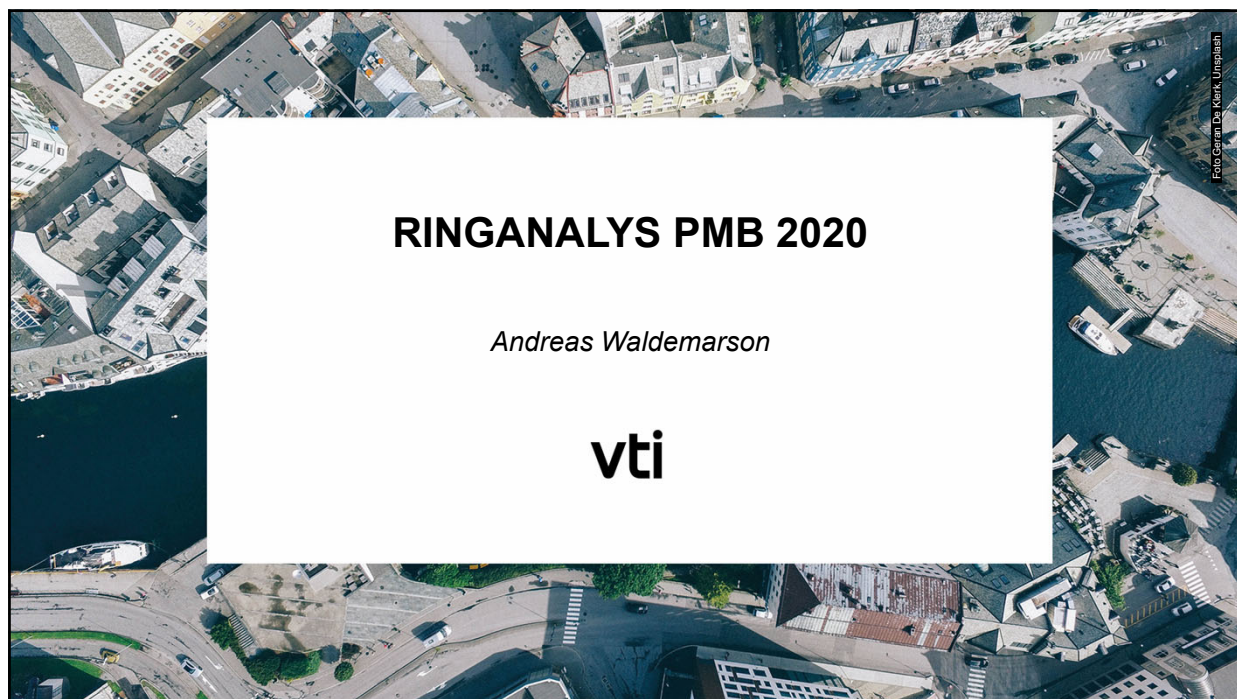 RINGANALYS PMB 2020
Andreas Waldemarson
vti
Foto Geran De Klerk, Unsplash